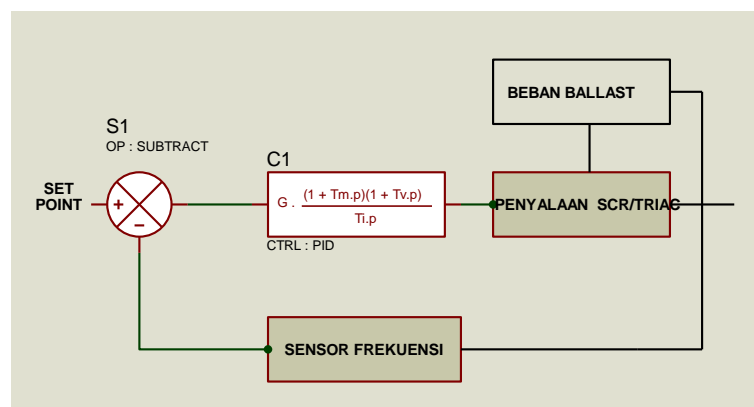 BEBAN BALLAST
S1
OP : SUBTRACT
C1
SET
POINT
+
−
G . (1 + Tm.p)(1 + Tv.p)
Ti.p
CTRL : PID
PENYALAAN SCR/TRIAC
SENSOR FREKUENSI